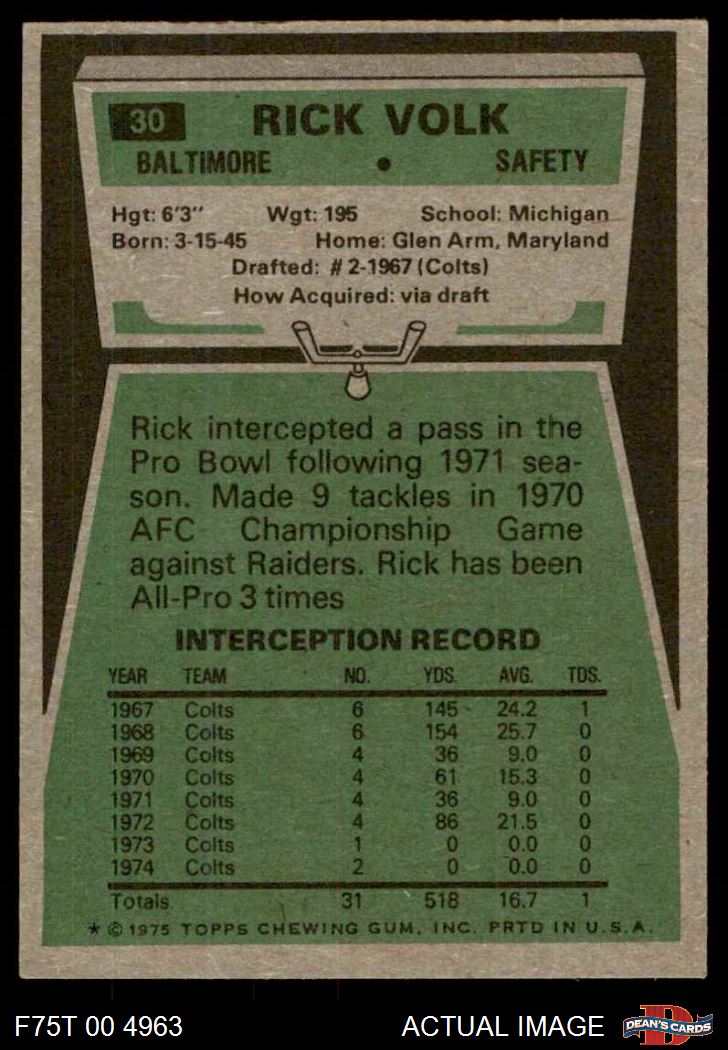 30 RICK VOLK
BALTIMORE • SAFETY
Hgt: 6'3" Wgt: 195 School: Michigan
Born: 3-15-45 Home: Glen Arm, Maryland
Drafted: # 2-1967 (Colts)
How Acquired: via draft
Rick intercepted a pass in the
Pro Bowl following 1971 sea-
son. Made 9 tackles in 1970
AFC Championship Game
against Raiders. Rick has been
All-Pro 3 times
INTERCEPTION RECORD
YEAR TEAM NO. YDS. AVG. TDS.
1967 Colts 6 145 24.2 1
1968 Colts 6 154 25.7 0
1969 Colts 4 36 9.0 0
1970 Colts 4 61 15.3 0
1971 Colts 4 36 9.0 0
1972 Colts 4 86 21.5 0
1973 Colts 1 0 0.0 0
1974 Colts 2 0 0.0 0
Totals 31 518 16.7 1
* © 1975 TOPPS CHEWING GUM, INC. PRTD IN U.S.A.
F75T 00 4963 ACTUAL IMAGE D DEAN'S CARDS